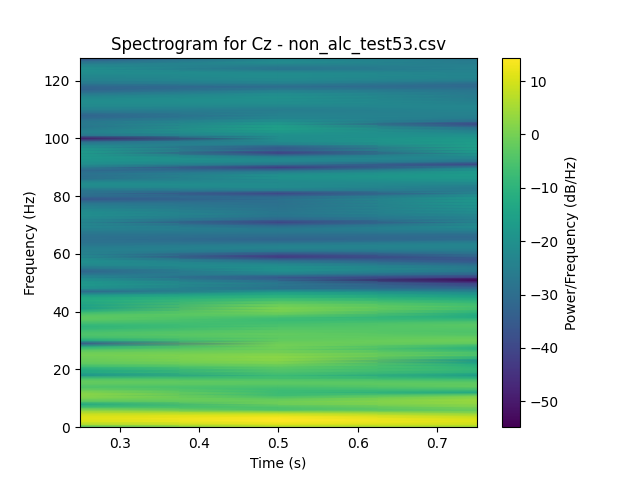 Spectrogram for Cz - non_alc_test53.csv
Frequency (Hz)
120
100
80
60
40
20
0
0.3 0.4 0.5 0.6 0.7
Time (s)
10
0
−10
−20
−30
−40
−50
Power/Frequency (dB/Hz)